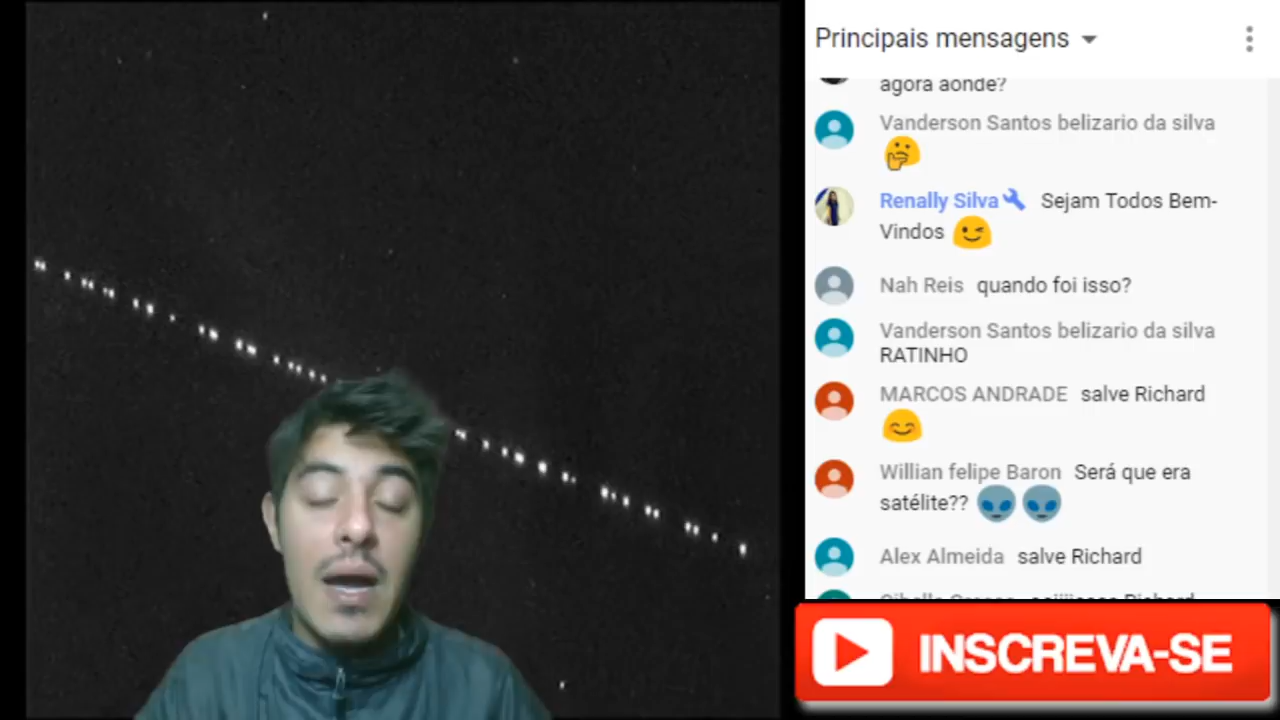 Principais mensagens
agora aonde?
Vanderson Santos belizario da silva
Renally Silva Sejam Todos Bem-
Vindos
Nah Reis quando foi isso?
Vanderson Santos belizario da silva
RATINHO
MARCOS ANDRADE salve Richard
Willian felipe Baron Será que era
satélite??
Alex Almeida salve Richard
INSCREVA-SE